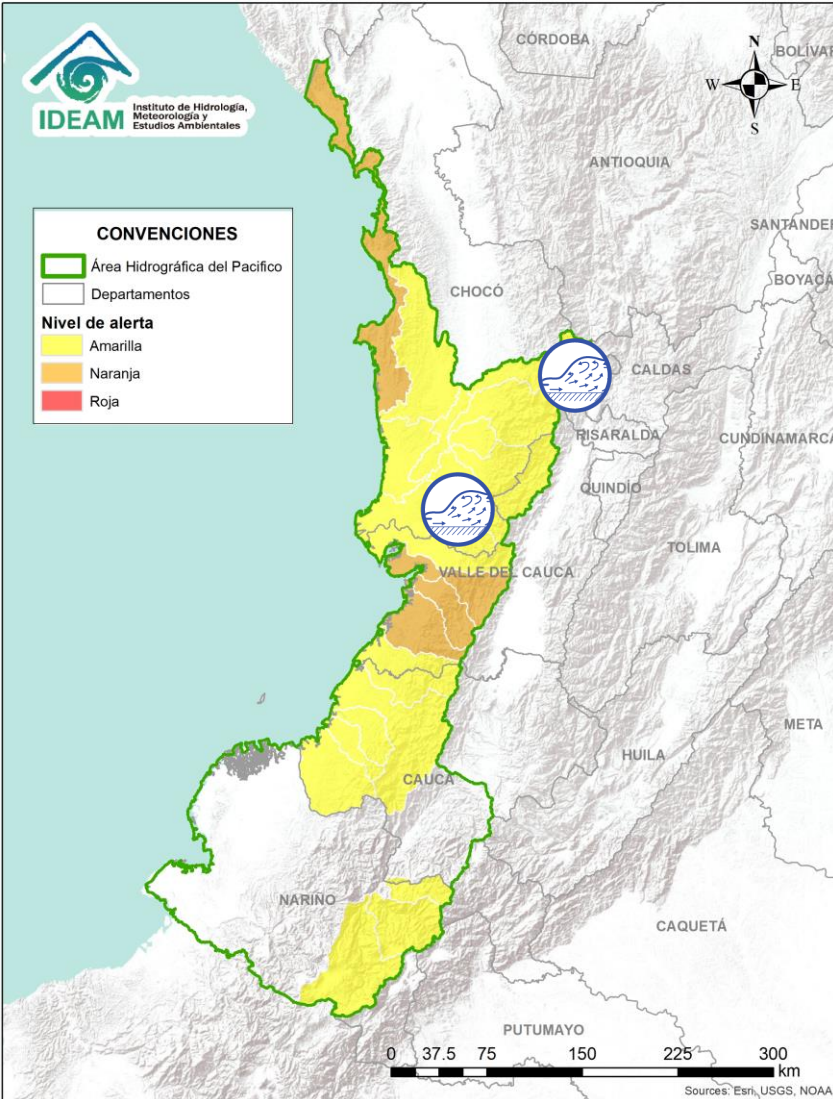 IDEAM
Instituto de Hidrología,
Meteorología y
Estudios Ambientales
CÓRDOBA
BOLÍVAR
N
W
E
S
ANTIOQUIA
SANTANDER
BOYACÁ
CONVENCIONES
Área Hidrográfica del Pacifico
Departamentos
Nivel de alerta
Amarilla
Naranja
Roja
CHOCÓ
CALDAS
RISARALDA
CUNDINAMARCA
QUINDÍO
TOLIMA
VALLE DEL CAUCA
META
HUILA
CAUCA
NARIÑO
CAQUETÁ
PUTUMAYO
0 37.5 75 150 225 300
km
Sources: Esri, USGS, NOAA